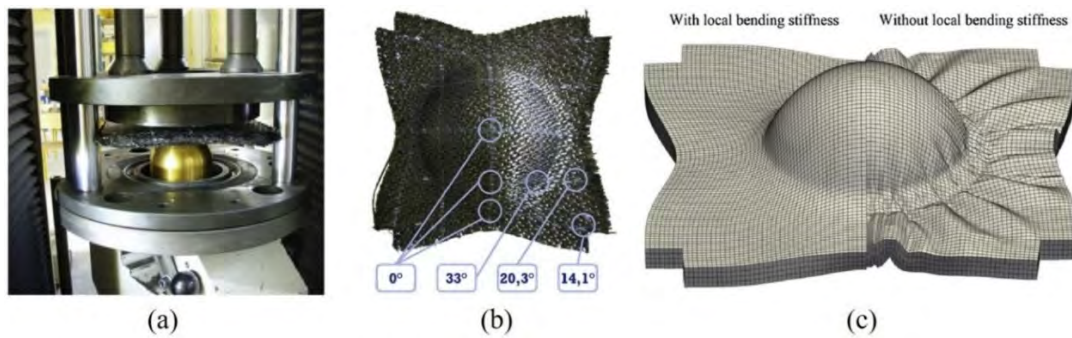 With local bending stiffness
Without local bending stiffness
0°
33°
20,3°
14,1°
(a)
(b)
(c)